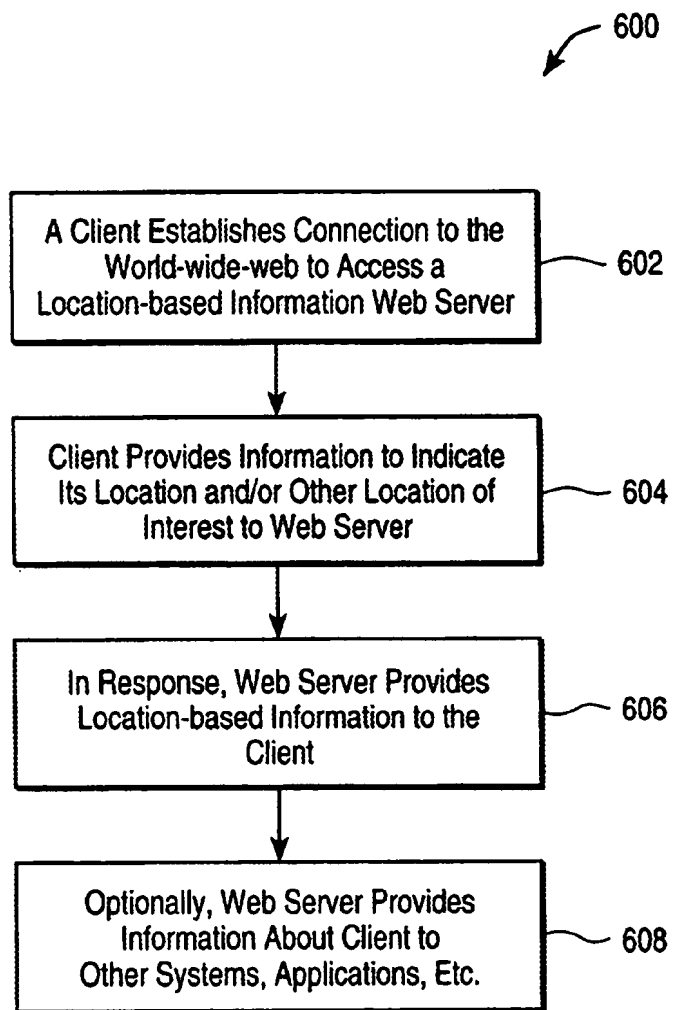 600
A Client Establishes Connection to the
World-wide-web to Access a
Location-based Information Web Server
602
Client Provides Information to Indicate
Its Location and/or Other Location of
Interest to Web Server
604
In Response, Web Server Provides
Location-based Information to the
Client
606
Optionally, Web Server Provides
Information About Client to
Other Systems, Applications, Etc.
608